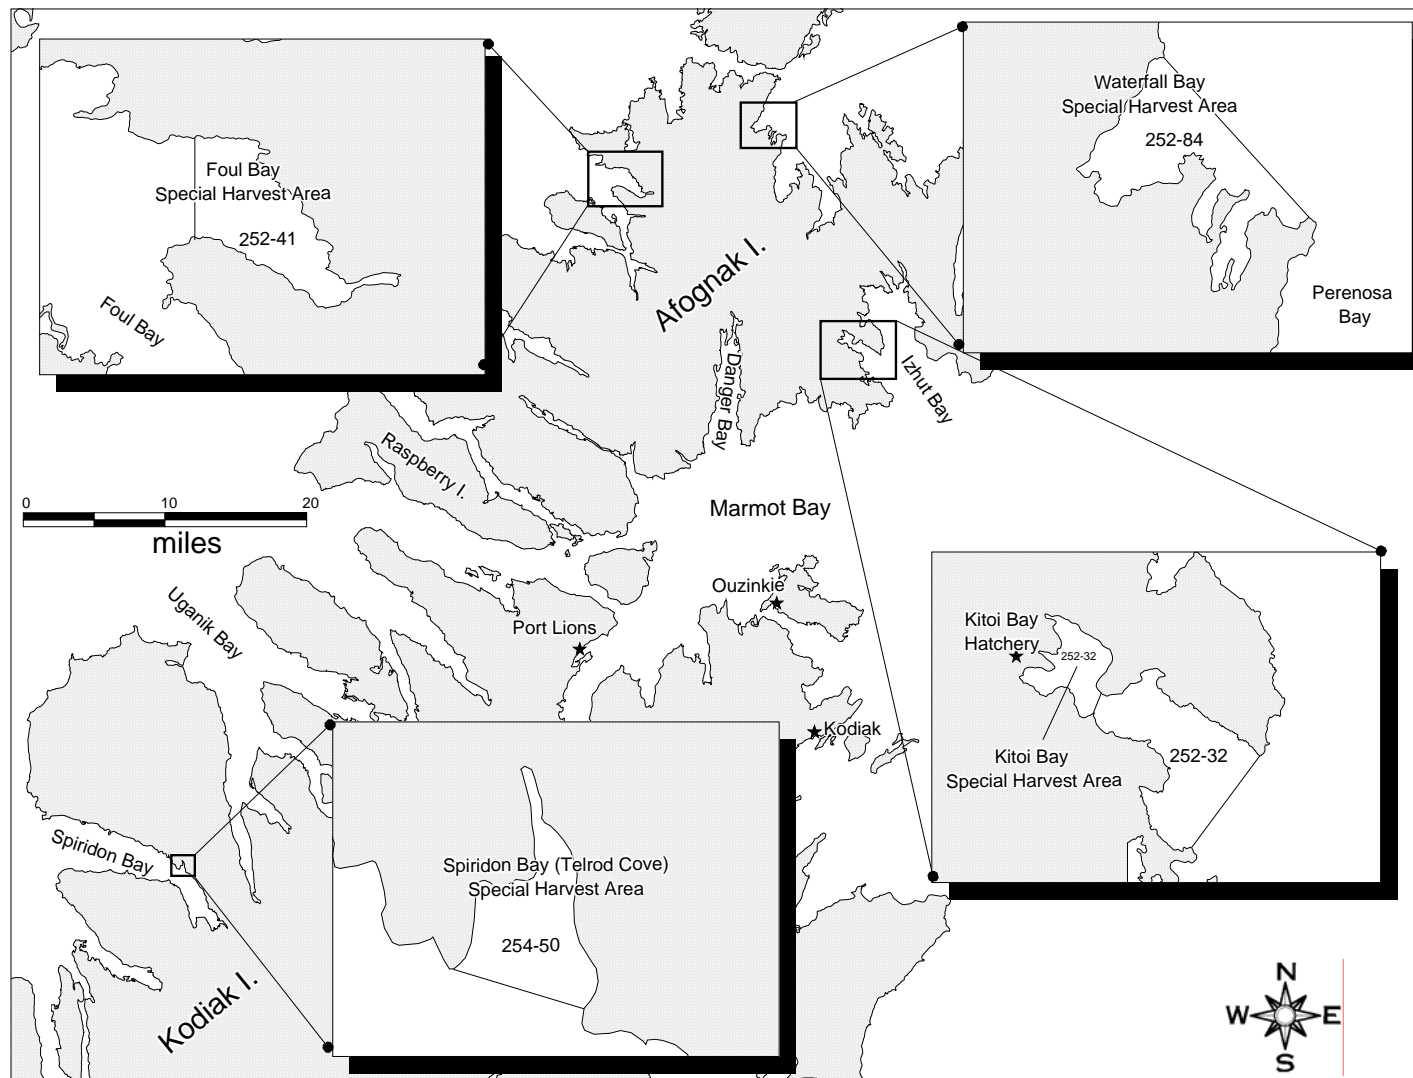 Foul Bay
Special Harvest Area
252-41
Foul Bay
Waterfall Bay
Special Harvest Area
252-84
Perenosa
Bay
Afognak I.
Izhut Bay
Danger Bay
Raspberry I.
0 10 20
miles
Marmot Bay
Ouzinkie
Port Lions
Uganik Bay
Kodiak
Kitoi Bay
Hatchery
252-32
252-32
Kitoi Bay
Special Harvest Area
Spiridon Bay
Spiridon Bay (Telrod Cove)
Special Harvest Area
254-50
Kodiak I.
N
W E
S